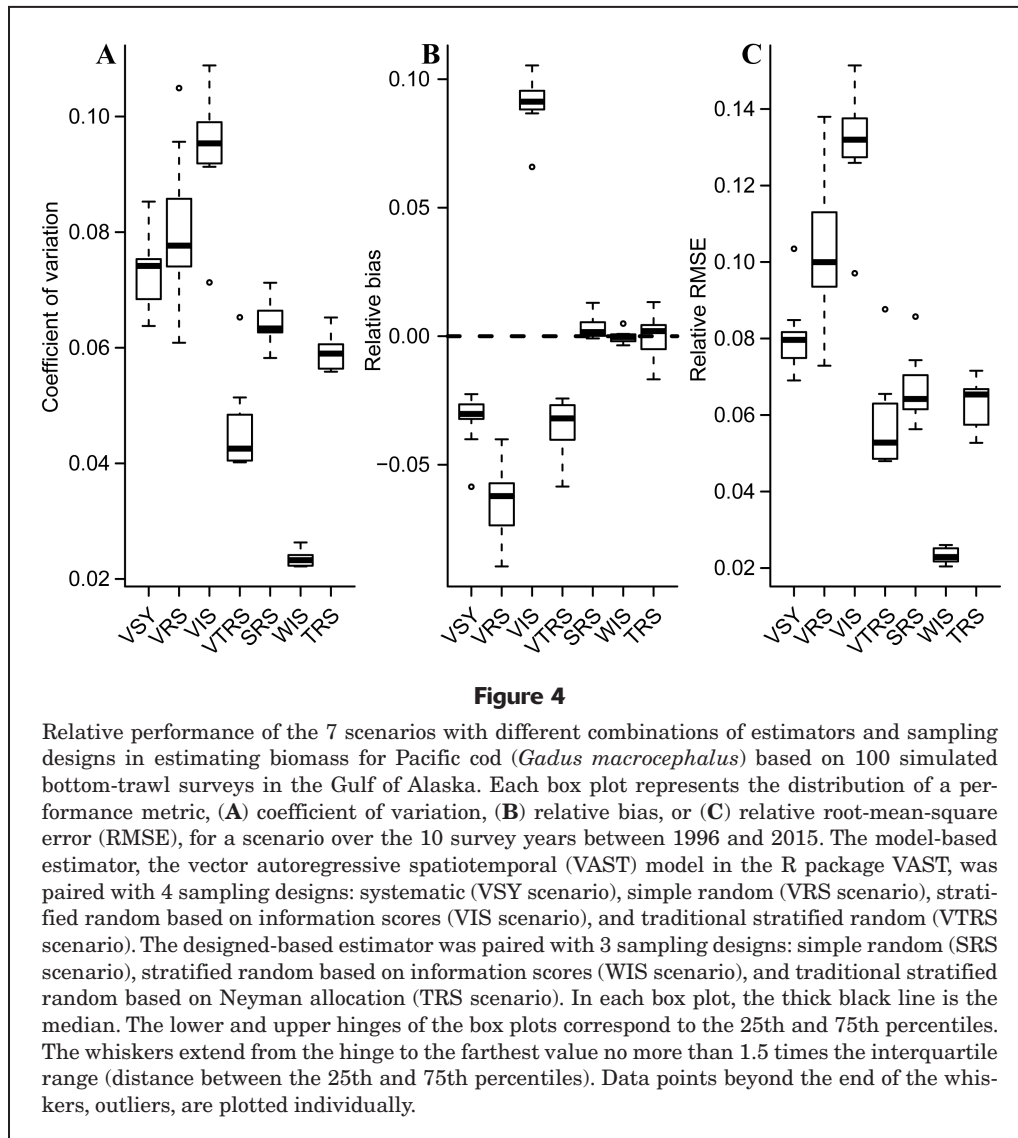 A
Coefficient of variation
0.10
0.08
0.06
0.04
0.02
VSY
VRS
VIS
VTRS
SRS
WIS
TRS
B
Relative bias
0.10
0.05
0.00
−0.05
VSY
VRS
VIS
VTRS
SRS
WIS
TRS
C
Relative RMSE
0.14
0.12
0.10
0.08
0.06
0.04
0.02
VSY
VRS
VIS
VTRS
SRS
WIS
TRS
Figure 4
Relative performance of the 7 scenarios with different combinations of estimators and sampling
designs in estimating biomass for Pacific cod (Gadus macrocephalus) based on 100 simulated
bottom-trawl surveys in the Gulf of Alaska. Each box plot represents the distribution of a per-
formance metric, (A) coefficient of variation, (B) relative bias, or (C) relative root-mean-square
error (RMSE), for a scenario over the 10 survey years between 1996 and 2015. The model-based
estimator, the vector autoregressive spatiotemporal (VAST) model in the R package VAST, was
paired with 4 sampling designs: systematic (VSY scenario), simple random (VRS scenario), strati-
fied random based on information scores (VIS scenario), and traditional stratified random (VTRS
scenario). The designed-based estimator was paired with 3 sampling designs: simple random (SRS
scenario), stratified random based on information scores (WIS scenario), and traditional stratified
random based on Neyman allocation (TRS scenario). In each box plot, the thick black line is the
median. The lower and upper hinges of the box plots correspond to the 25th and 75th percentiles.
The whiskers extend from the hinge to the farthest value no more than 1.5 times the interquartile
range (distance between the 25th and 75th percentiles). Data points beyond the end of the whis-
kers, outliers, are plotted individually.